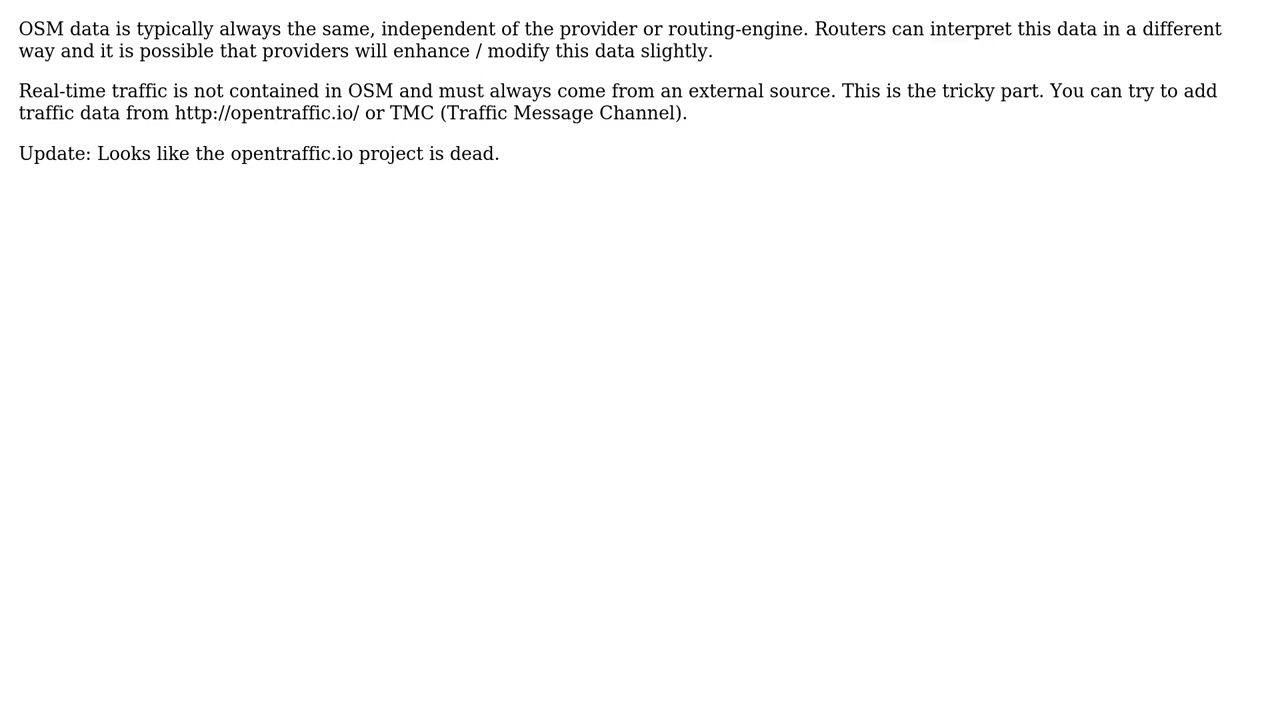 OSM data is typically always the same, independent of the provider or routing-engine. Routers can interpret this data in a different
way and it is possible that providers will enhance / modify this data slightly.
Real-time traffic is not contained in OSM and must always come from an external source. This is the tricky part. You can try to add
traffic data from http://opentraffic.io/ or TMC (Traffic Message Channel).
Update: Looks like the opentraffic.io project is dead.